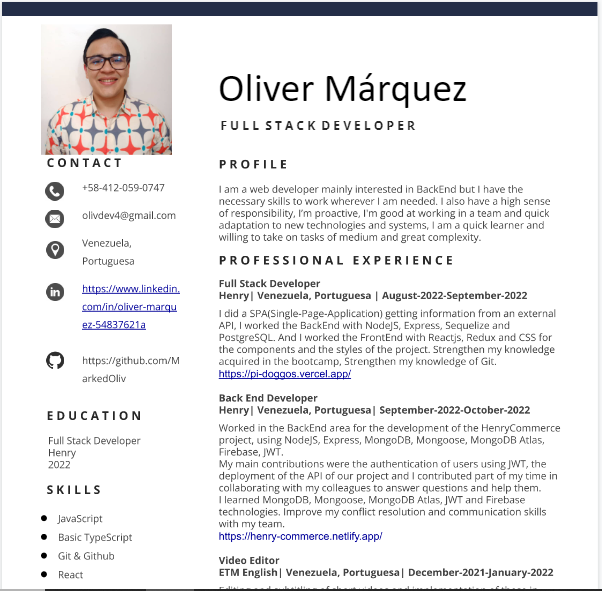 Oliver Márquez
FULL STACK DEVELOPER
CONTACT
+58-412-059-0747
olivdev4@gmail.com
Venezuela,
Portuguesa
https://www.linkedin.
com/in/oliver-marqu
ez-54837621a
https://github.com/M
arkedOliv
EDUCATION
Full Stack Developer
Henry
2022
SKILLS
JavaScript
Basic TypeScript
Git & Github
React
PROFILE
I am a web developer mainly interested in BackEnd but I have the
necessary skills to work wherever I am needed. I also have a high sense
of responsibility, I'm proactive, I'm good at working in a team and quick
adaptation to new technologies and systems, I am a quick learner and
willing to take on tasks of medium and great complexity.
PROFESSIONAL EXPERIENCE
Full Stack Developer
Henry| Venezuela, Portuguesa | August-2022-September-2022
I did a SPA(Single-Page-Application) getting information from an external
API, I worked the BackEnd with NodeJS, Express, Sequelize and
PostgreSQL. And I worked the FrontEnd with Reactjs, Redux and CSS for
the components and the styles of the project. Strengthen my knowledge
acquired in the bootcamp, Strengthen my knowledge of Git.
https://pi-doggos.vercel.app/
Back End Developer
Henry| Venezuela, Portuguesa| September-2022-October-2022
Worked in the BackEnd area for the development of the HenryCommerce
project, using NodeJS, Express, MongoDB, Mongoose, MongoDB Atlas,
Firebase, JWT.
My main contributions were the authentication of users using JWT, the
deployment of the API of our project and I contributed part of my time in
collaborating with my colleagues to answer questions and help them.
I learned MongoDB, Mongoose, MongoDB Atlas, JWT and Firebase
technologies. Improve my conflict resolution and communication skills
with my team.
https://henry-commerce.netlify.app/
Video Editor
ETM English| Venezuela, Portuguesa| December-2021-January-2022